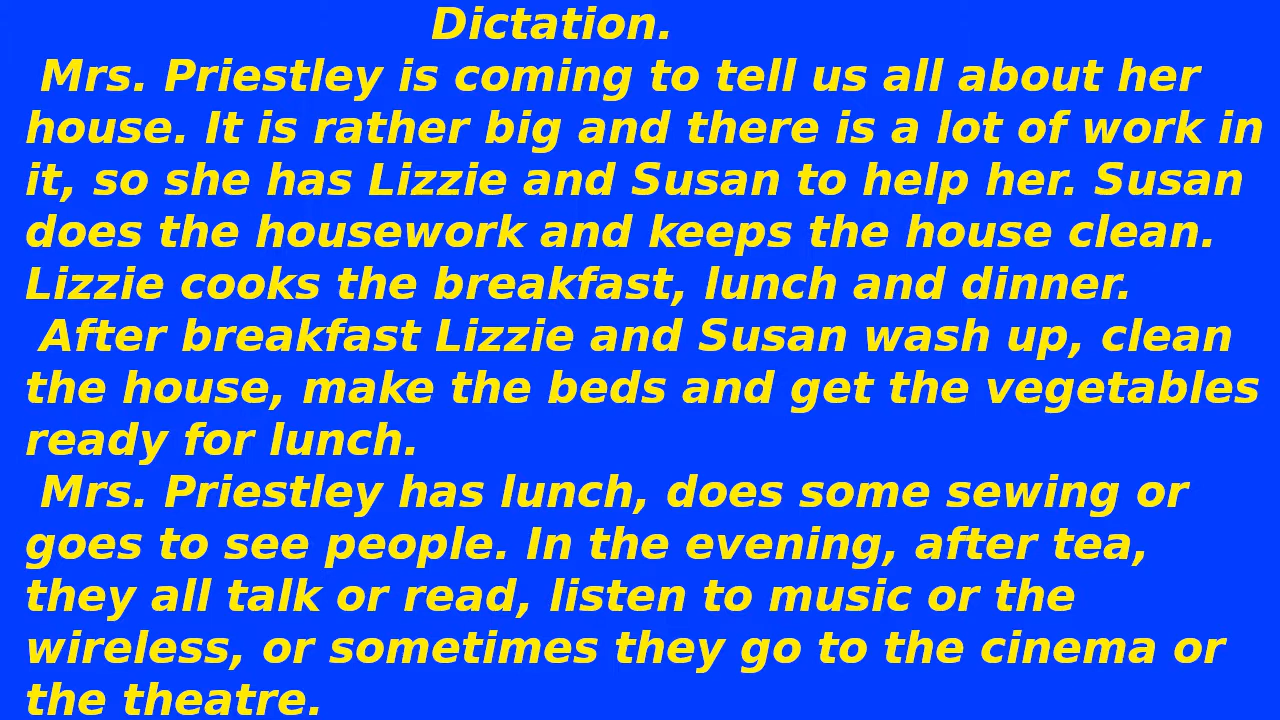 Dictation.
Mrs. Priestley is coming to tell us all about her
house. It is rather big and there is a lot of work in
it, so she has Lizzie and Susan to help her. Susan
does the housework and keeps the house clean.
Lizzie cooks the breakfast, lunch and dinner.
After breakfast Lizzie and Susan wash up, clean
the house, make the beds and get the vegetables
ready for lunch.
Mrs. Priestley has lunch, does some sewing or
goes to see people. In the evening, after tea,
they all talk or read, listen to music or the
wireless, or sometimes they go to the cinema or
the theatre.